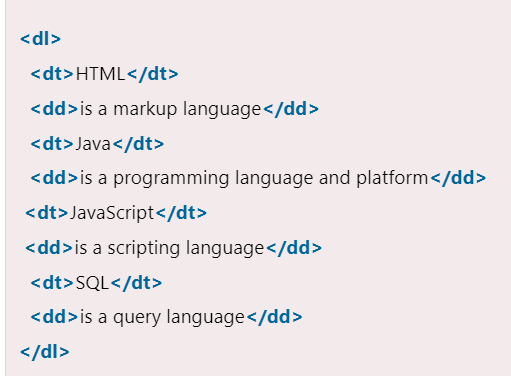 <dl>
<dt>HTML</dt>
<dd>is a markup language</dd>
<dt>Java</dt>
<dd>is a programming language and platform</dd>
<dt>JavaScript</dt>
<dd>is a scripting language</dd>
<dt>SQL</dt>
<dd>is a query language</dd>
</dl>